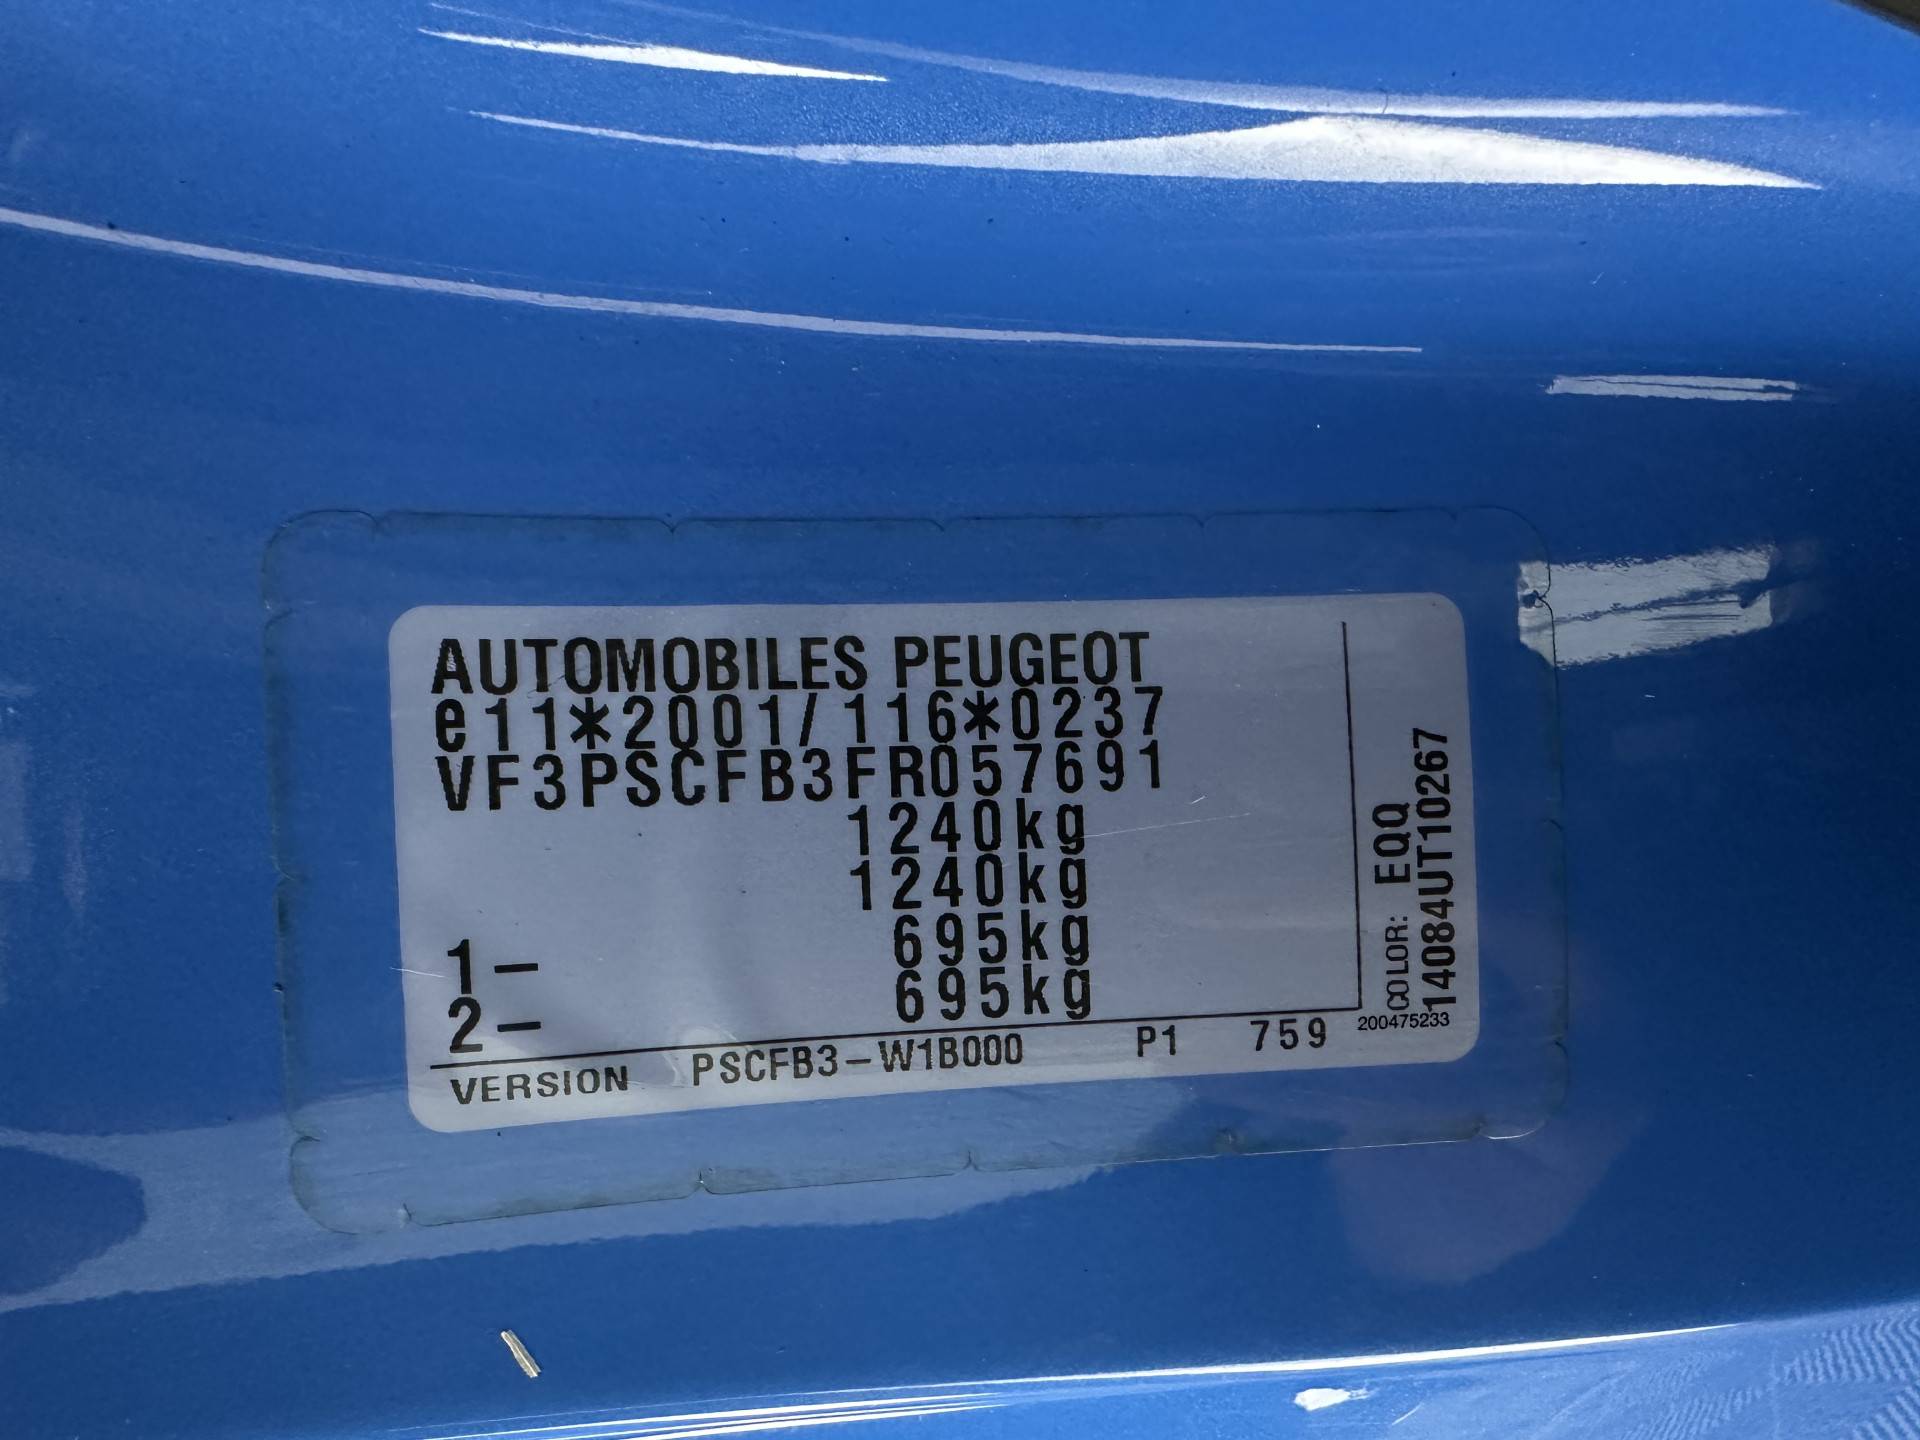 AUTOMOBILES PEUGEOT
e11*2001/116*0237
VF3PSCFB3FR057691
1240kg
1240kg
1- 695kg
2- 695kg
VERSION PSCFB3-W1B000 P1 759
COLOR: EQQ
14084UT10267
200475233